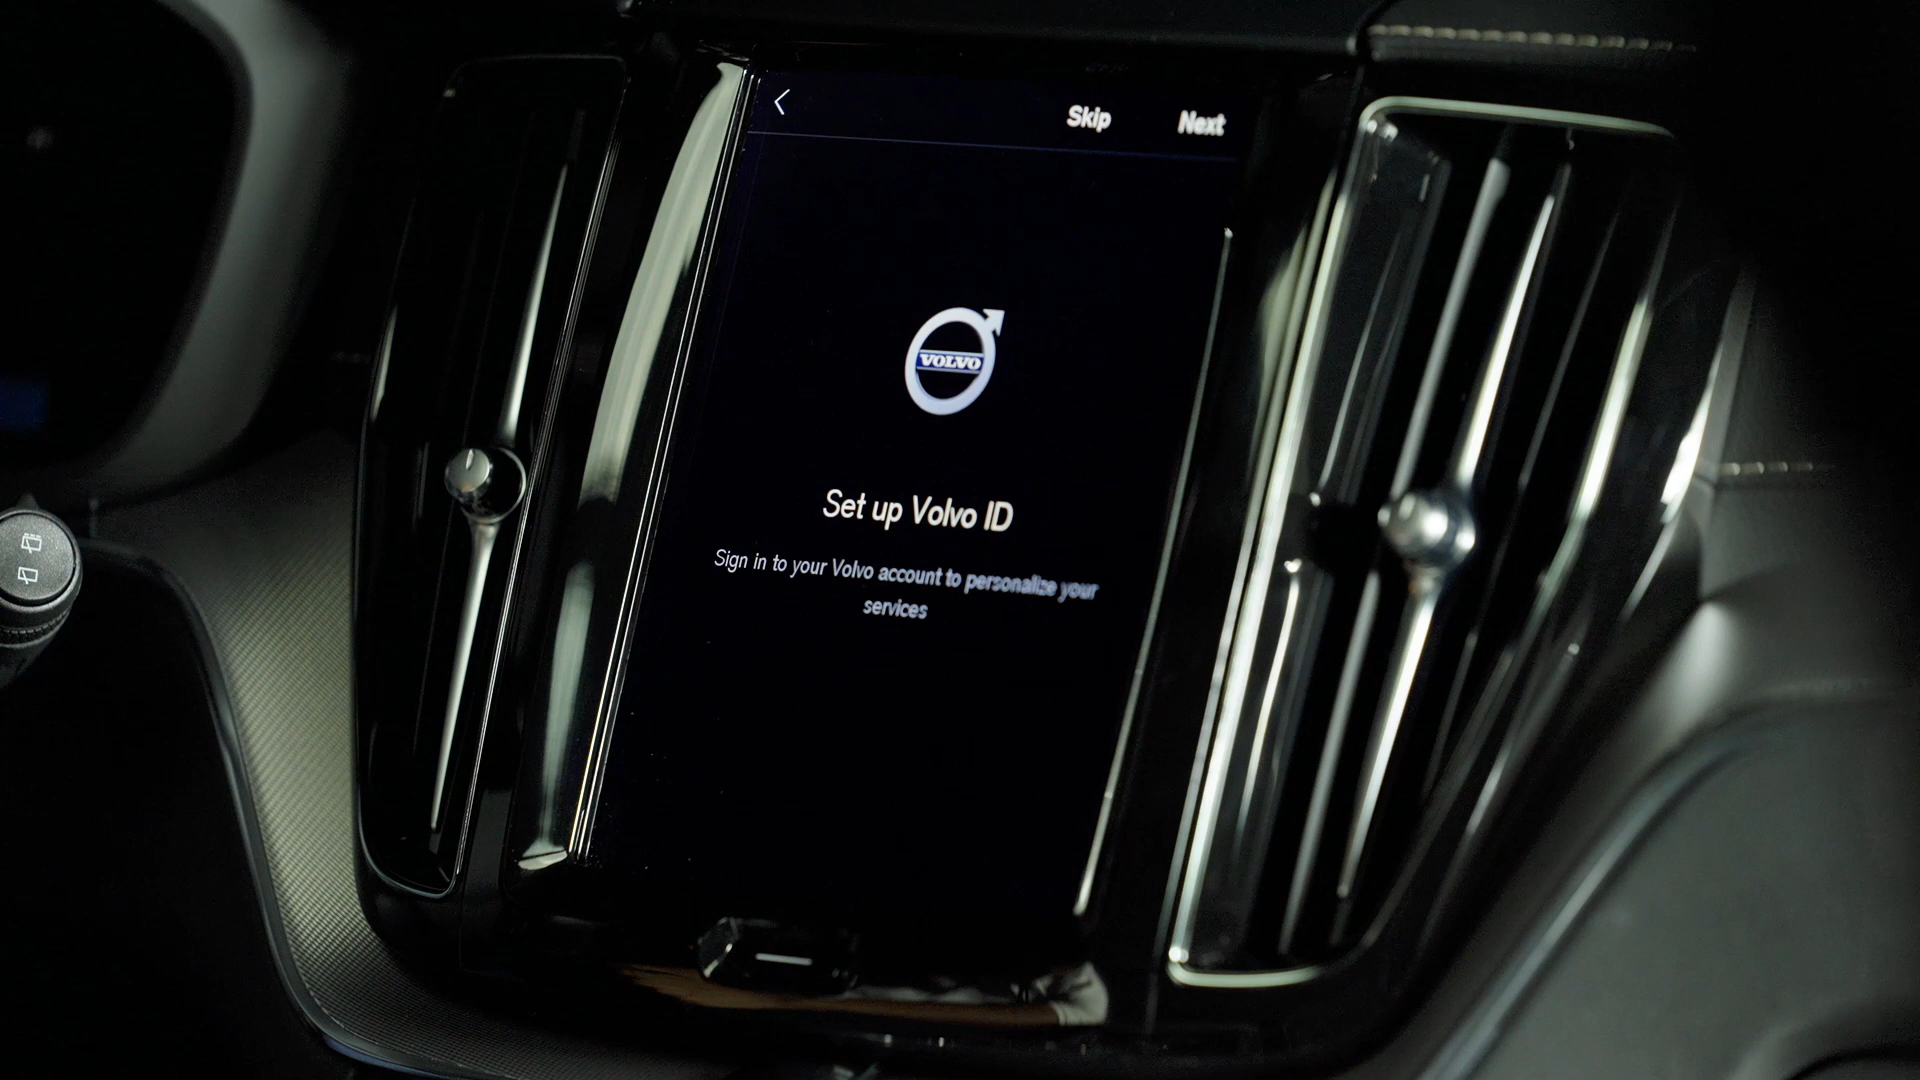 Skip Next
VOLVO
Set up Volvo ID
Sign in to your Volvo account to personalize your
services